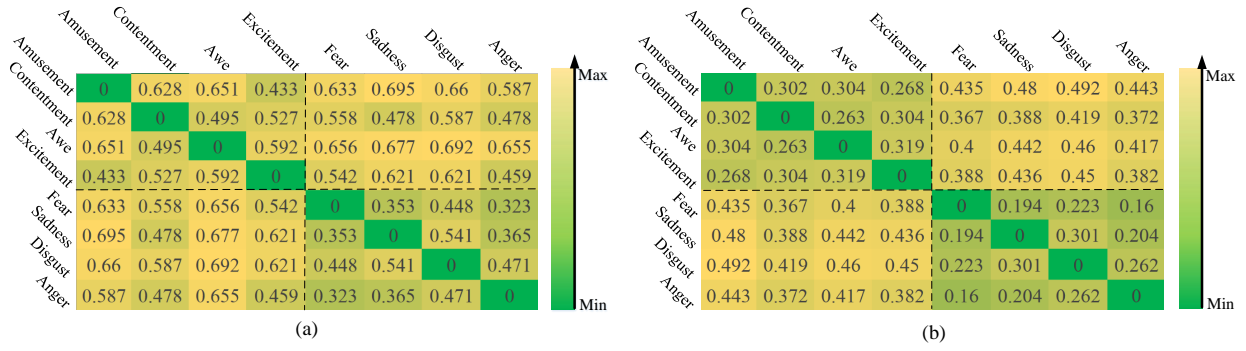 Amusement Contentment Awe Excitement Fear Sadness Disgust Anger
Amusement 0 0.628 0.651 0.433 0.633 0.695 0.66 0.587
Contentment 0.628 0 0.495 0.527 0.558 0.478 0.587 0.478
Awe 0.651 0.495 0 0.592 0.656 0.677 0.692 0.655
Excitement 0.433 0.527 0.592 0 0.542 0.621 0.621 0.459
Fear 0.633 0.558 0.656 0.542 0 0.353 0.448 0.323
Sadness 0.695 0.478 0.677 0.621 0.353 0 0.541 0.365
Disgust 0.66 0.587 0.692 0.621 0.448 0.541 0 0.471
Anger 0.587 0.478 0.655 0.459 0.323 0.365 0.471 0
Max
Min
(a)
Amusement Contentment Awe Excitement Fear Sadness Disgust Anger
Amusement 0 0.302 0.304 0.268 0.435 0.48 0.492 0.443
Contentment 0.302 0 0.263 0.304 0.367 0.388 0.419 0.372
Awe 0.304 0.263 0 0.319 0.4 0.442 0.46 0.417
Excitement 0.268 0.304 0.319 0 0.388 0.436 0.45 0.382
Fear 0.435 0.367 0.4 0.388 0 0.194 0.223 0.16
Sadness 0.48 0.388 0.442 0.436 0.194 0 0.301 0.204
Disgust 0.492 0.419 0.46 0.45 0.223 0.301 0 0.262
Anger 0.443 0.372 0.417 0.382 0.16 0.204 0.262 0
Max
Min
(b)